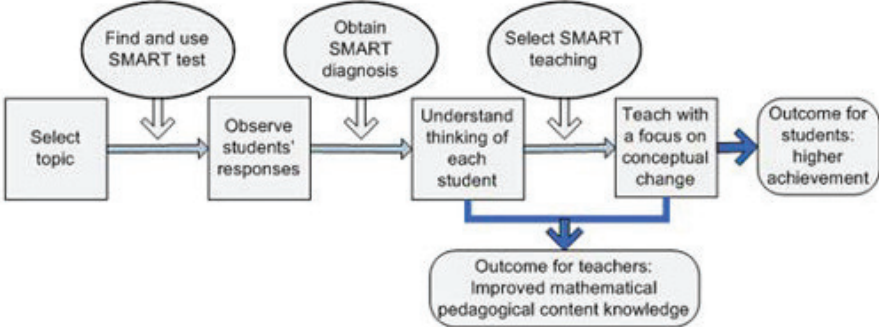 Find and use
SMART test
Obtain
SMART
diagnosis
Select SMART
teaching
Select
topic
Observe
students'
responses
Understand
thinking of
each
student
Teach with
a focus on
conceptual
change
Outcome for
students:
higher
achievement
Outcome for teachers:
Improved mathematical
pedagogical content knowledge